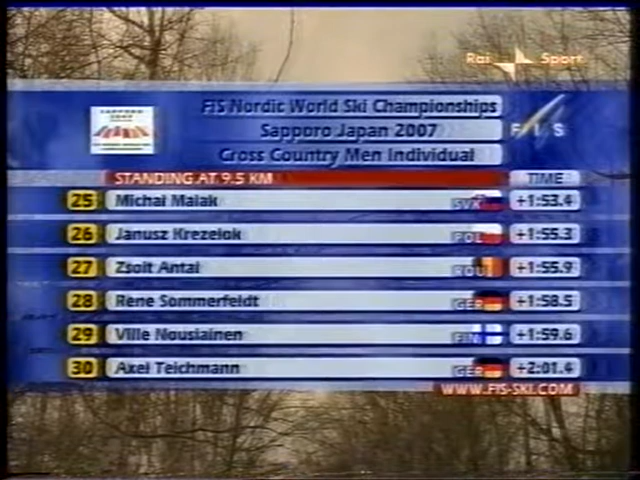 Rai Sport
SAPPORO
2007
FIS Nordic World Ski Championships
Sapporo Japan 2007
FIS
Cross Country Men Individual
STANDING AT 9.5 KM TIME
25 Michal Malak SVK +1:53.4
26 Janusz Krezelok POL +1:55.3
27 Zsolt Antal ROU +1:55.9
28 Rene Sommerfeldt GER +1:58.5
29 Ville Nousiainen FIN +1:59.6
30 Axel Teichmann GER +2:01.4
WWW.FIS-SKI.COM